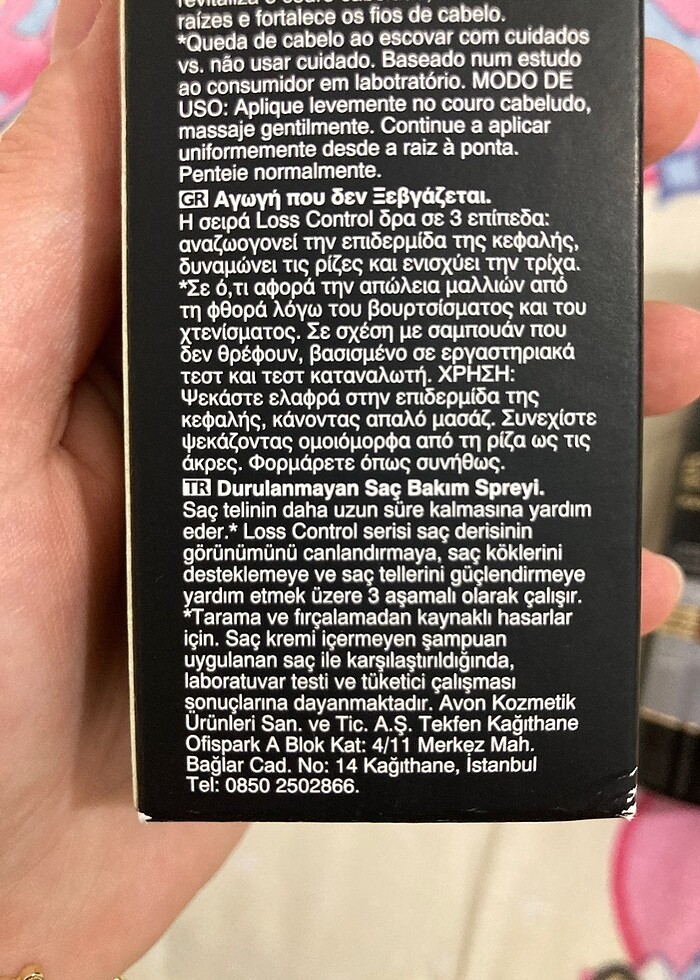 raízes e fortalece os fios de cabelo.
*Queda de cabelo ao escovar com cuidados
vs. não usar cuidado. Baseado num estudo
ao consumidor em labotratório. MODO DE
USO: Aplique levemente no couro cabeludo,
massaje gentilmente. Continue a aplicar
uniformemente desde a raiz à ponta.
Penteie normalmente.
GR Αγωγή που δεν Ξεβγάζεται.
Η σειρά Loss Control δρα σε 3 επίπεδα:
αναζωογονεί την επιδερμίδα της κεφαλής,
δυναμώνει τις ρίζες και ενισχύει την τρίχα.
*Σε ό,τι αφορά την απώλεια μαλλιών από
τη φθορά λόγω του βουρτσίσματος και του
χτενίσματος. Σε σχέση με σαμπουάν που
δεν θρέφουν, βασισμένο σε εργαστηριακά
τεστ και τεστ καταναλωτή. ΧΡΗΣΗ:
Ψεκάστε ελαφρά στην επιδερμίδα της
κεφαλής, κάνοντας απαλό μασάζ. Συνεχίστε
ψεκάζοντας ομοιόμορφα από τη ρίζα ως τις
άκρες. Φορμάρετε όπως συνήθως.
TR Durulanmayan Saç Bakım Spreyi.
Saç telinin daha uzun süre kalmasına yardım
eder.* Loss Control serisi saç derisinin
görünümünü canlandırmaya, saç köklerini
desteklemeye ve saç tellerini güçlendirmeye
yardım etmek üzere 3 aşamalı olarak çalışır.
*Tarama ve fırçalamadan kaynaklı hasarlar
için. Saç kremi içermeyen şampuan
uygulanan saç ile karşılaştırıldığında,
laboratuvar testi ve tüketici çalışması
sonuçlarına dayanmaktadır. Avon Kozmetik
Ürünleri San. ve Tic. A.Ş. Tekfen Kağıthane
Ofispark A Blok Kat: 4/11 Merkez Mah.
Bağlar Cad. No: 14 Kağıthane, İstanbul
Tel: 0850 2502866.